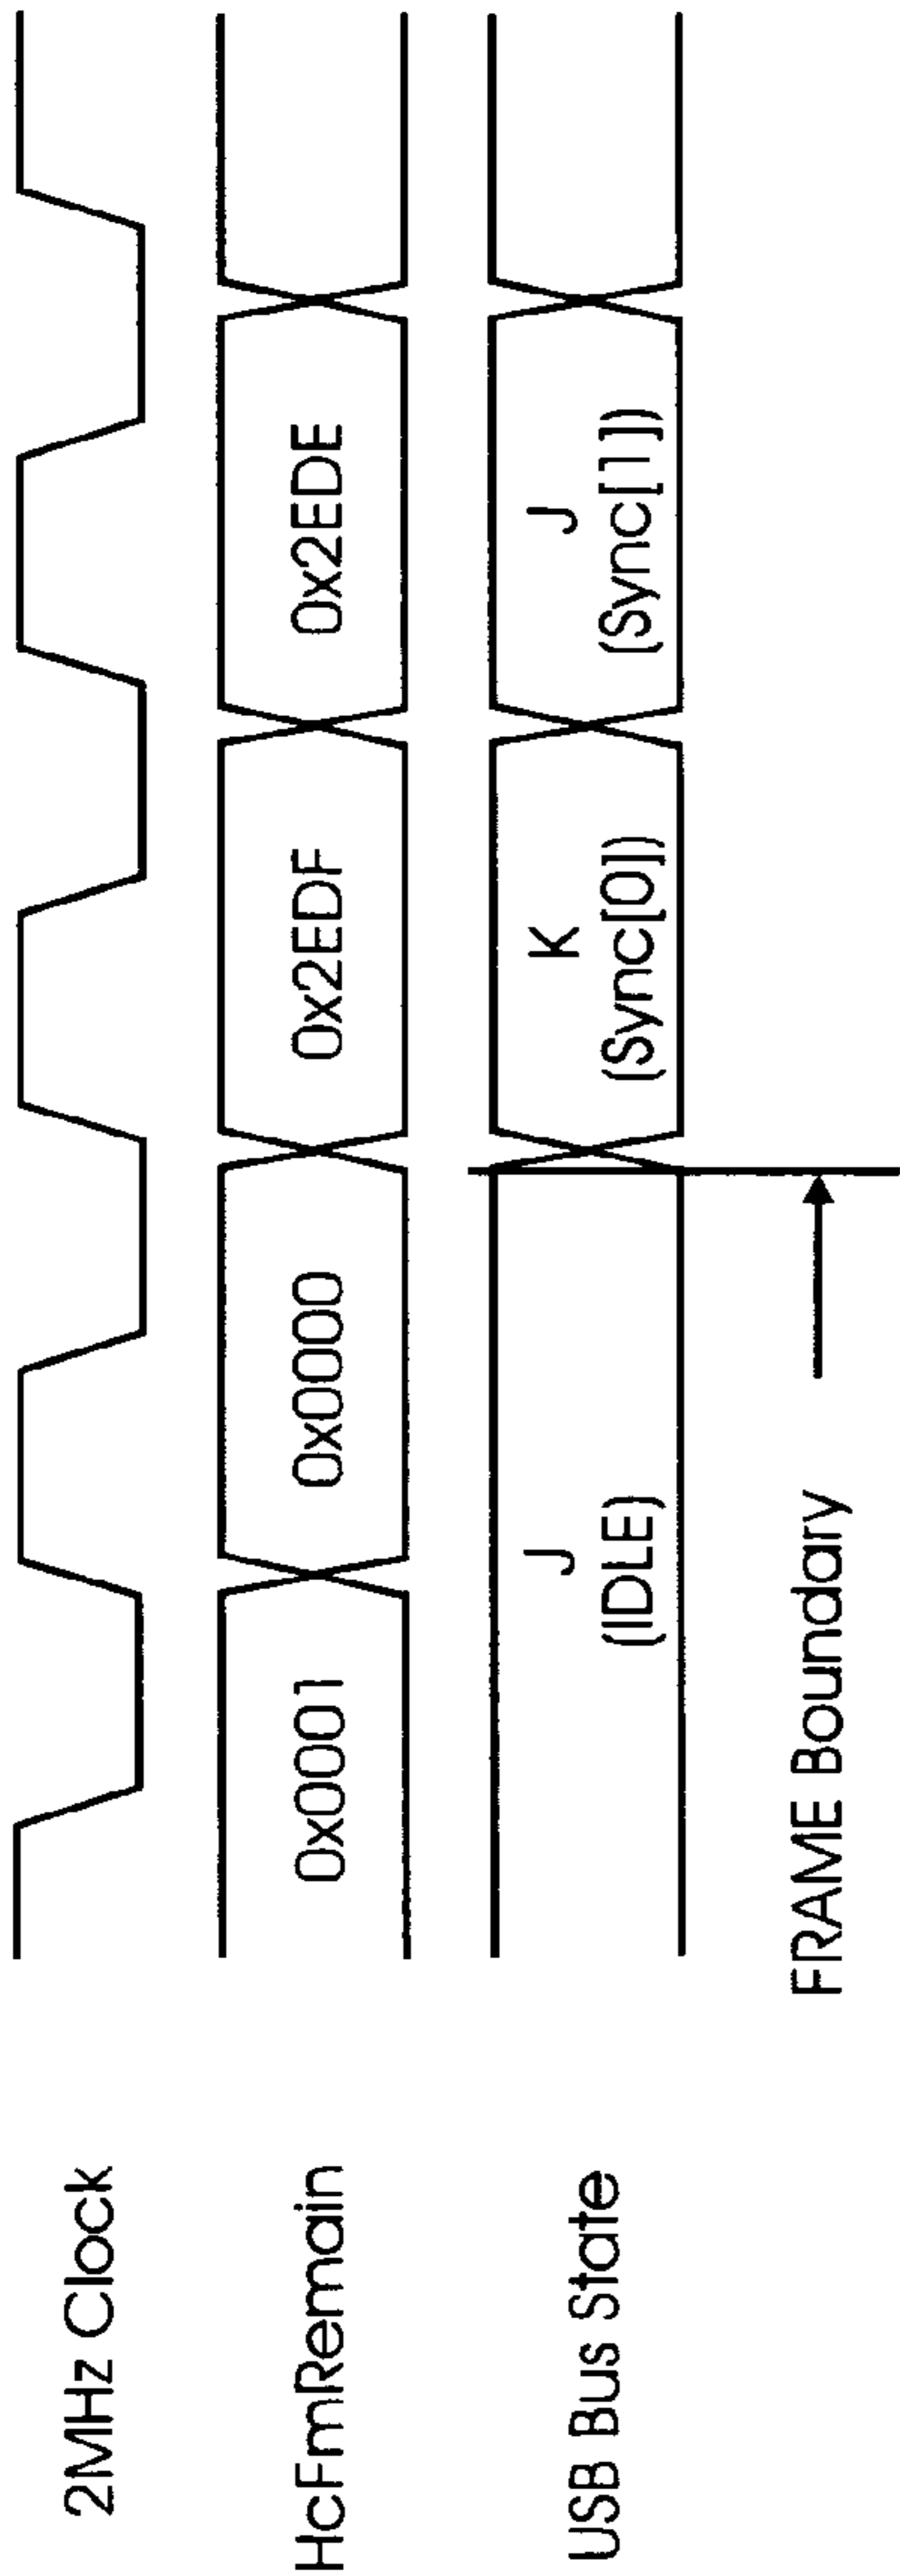 2MHz Clock
HcFmRemain
0x0001
0x0000
0x2EDF
0x2EDE
USB Bus State
J
(IDLE)
K
(Sync[0])
J
(Sync[1])
FRAME Boundary